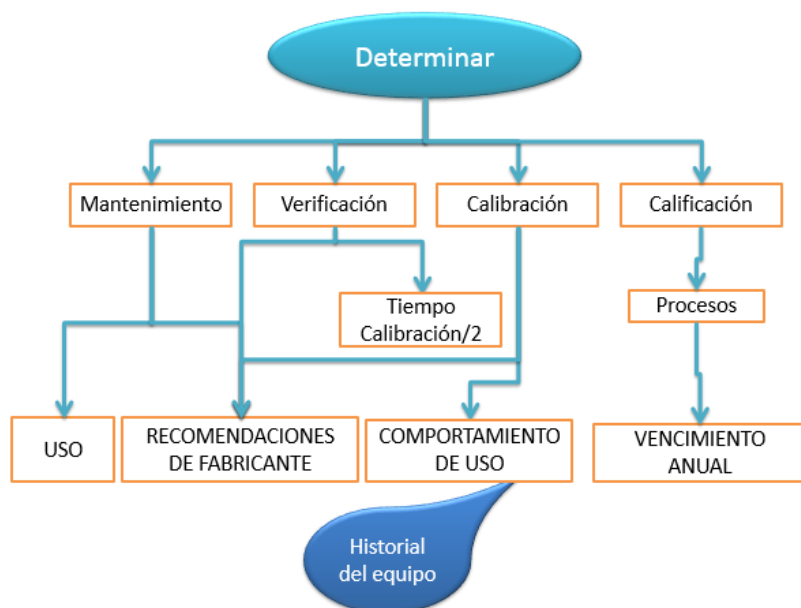 Determinar
Mantenimiento
Verificación
Calibración
Calificación
Tiempo
Calibración/2
Procesos
USO
RECOMENDACIONES
DE FABRICANTE
COMPORTAMIENTO
DE USO
VENCIMIENTO
ANUAL
Historial
del equipo